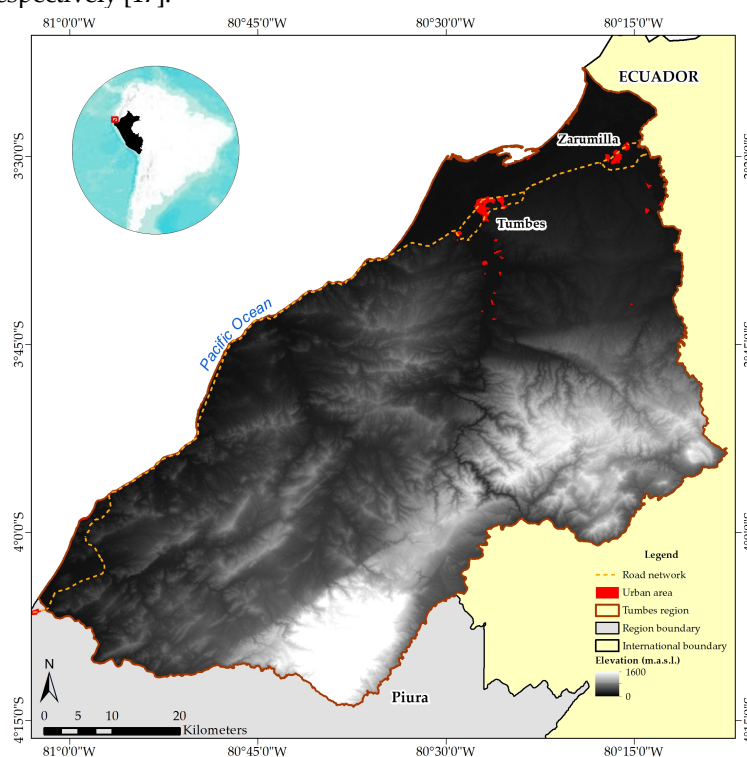 espectively [17].
81°0'0"W 80°45'0"W 80°30'0"W 80°15'0"W
ECUADOR
Zarumilla
3°30'0"S
Tumbes
Pacific Ocean
3°45'0"S
4°0'0"S
Legend
Road network
Urban area
Tumbes region
Region boundary
International boundary
Elevation (m.a.s.l.)
1600
0
N
Piura
0 5 10 20
Kilometers
4°15'0"S
81°0'0"W 80°45'0"W 80°30'0"W 80°15'0"W